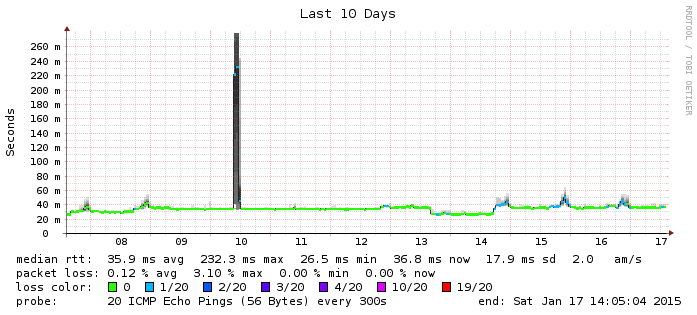 Last 10 Days
RRDTOOL / TOBI OETIKER
Seconds
260 m
240 m
220 m
200 m
180 m
160 m
140 m
120 m
100 m
80 m
60 m
40 m
20 m
0
08 09 10 11 12 13 14 15 16 17
median rtt: 35.9 ms avg 232.3 ms max 26.5 ms min 36.8 ms now 17.9 ms sd 2.0 am/s
packet loss: 0.12 % avg 3.10 % max 0.00 % min 0.00 % now
loss color: 0 1/20 2/20 3/20 4/20 10/20 19/20
probe: 20 ICMP Echo Pings (56 Bytes) every 300s end: Sat Jan 17 14:05:04 2015